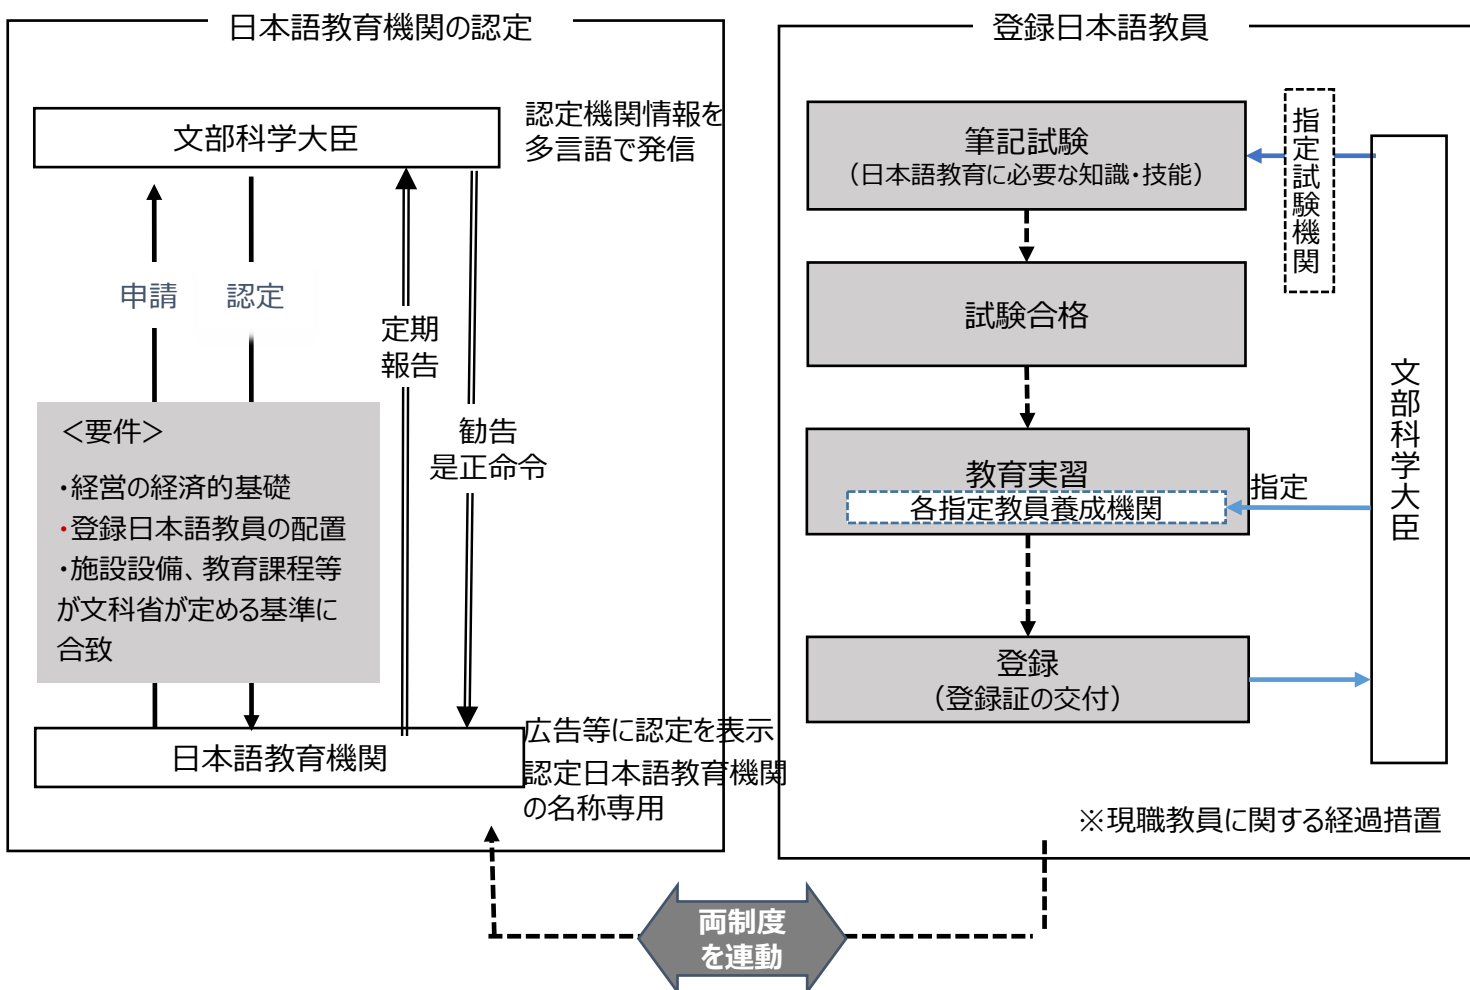 日本語教育機関の認定
文部科学大臣
認定機関情報を
多言語で発信
申請
認定
定期
報告
勧告
是正命令
＜要件＞
・経営の経済的基礎
・登録日本語教員の配置
・施設設備、教育課程等
が文科省が定める基準に
合致
日本語教育機関
広告等に認定を表示
認定日本語教育機関
の名称専用
登録日本語教員
筆記試験
（日本語教育に必要な知識・技能）
指定試験機関
試験合格
教育実習
各指定教員養成機関
指定
文部科学大臣
登録
（登録証の交付）
※現職教員に関する経過措置
両制度
を連動